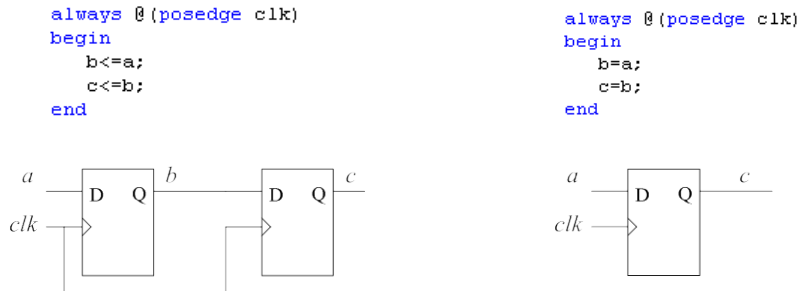 always @(posedge clk)
begin
b<=a;
c<=b;
end
always @(posedge clk)
begin
b=a;
c=b;
end
a
b
c
D Q
D Q
clk
a
c
D Q
clk